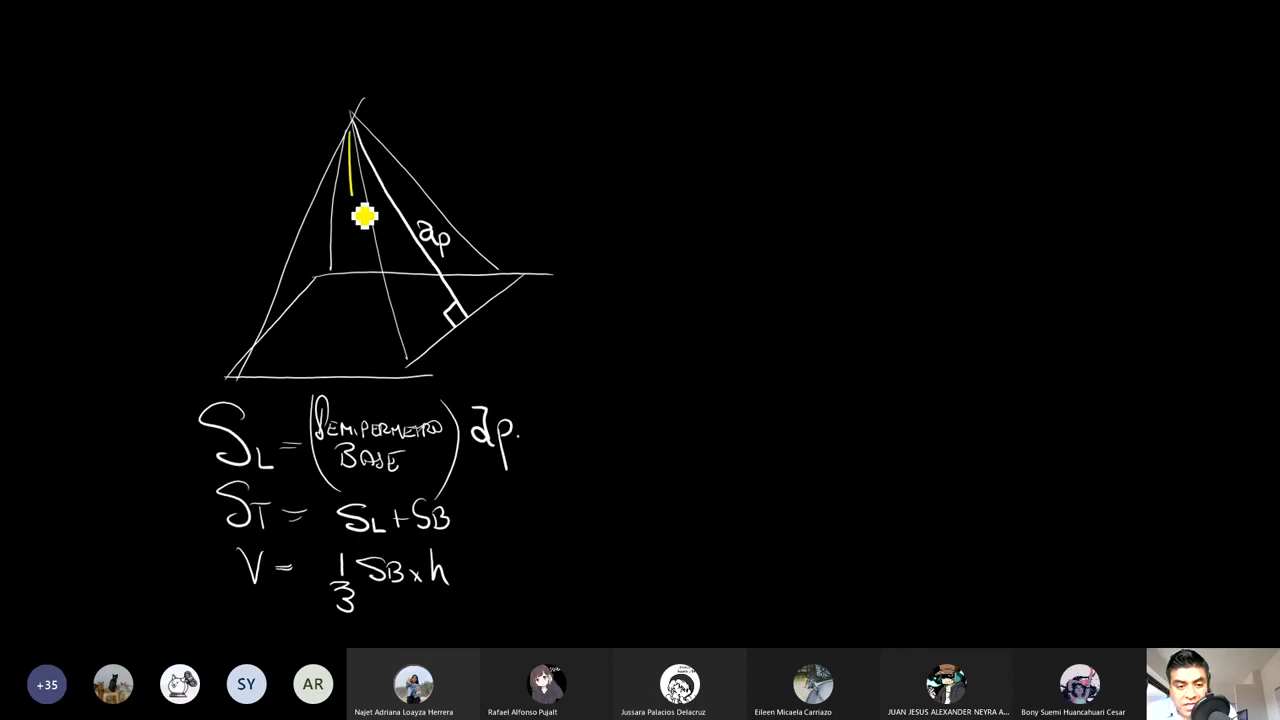 ap
SL = (SEMIPERMETRO BASE) ap.
ST = SL + SB
V = 1/3 SB x h
+35
SY
AR
Najet Adriana Loayza Herrera
Rafael Alfonso Pujalt
Jussara Palacios Delacruz
Eileen Micaela Carriazo
JUAN JESUS ALEXANDER NEYRA A...
Bony Suemi Huancahuari Cesar